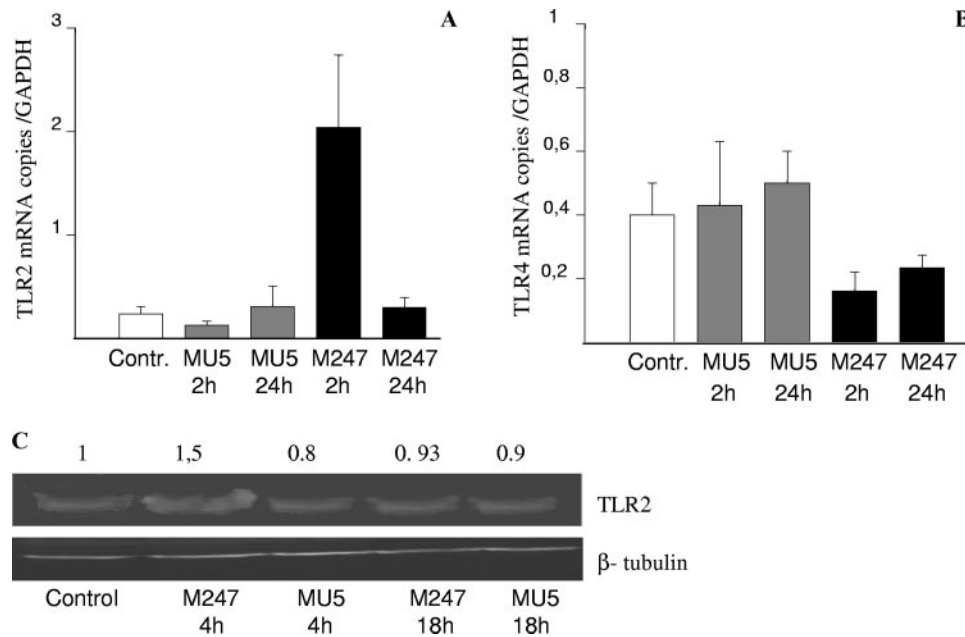 A
TLR2 mRNA copies /GAPDH
3
2
1
Contr. MU5 MU5 M247 M247
2h 24h 2h 24h
B
TLR4 mRNA copies /GAPDH
1
0,8
0,6
0,4
0,2
Contr. MU5 MU5 M247 M247
2h 24h 2h 24h
C
1 1,5 0.8 0. 93 0.9
TLR2
β- tubulin
Control M247 MU5 M247 MU5
4h 4h 18h 18h